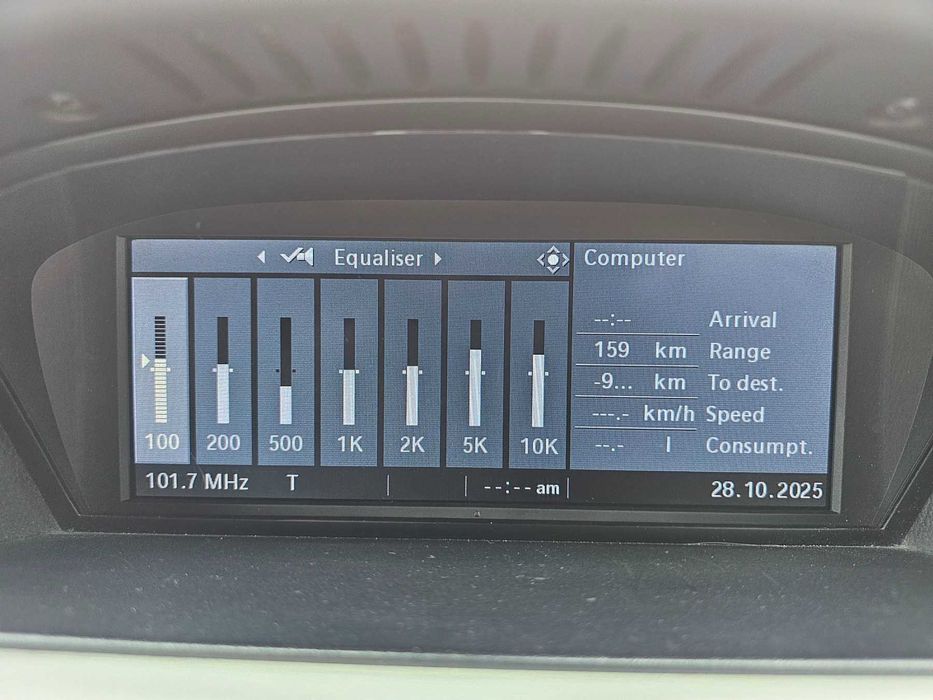 Equaliser
100 200 500 1K 2K 5K 10K
Computer
--:-- Arrival
159 km Range
-9... km To dest.
---.- km/h Speed
--.- l Consumpt.
101.7 MHz T --:-- am 28.10.2025